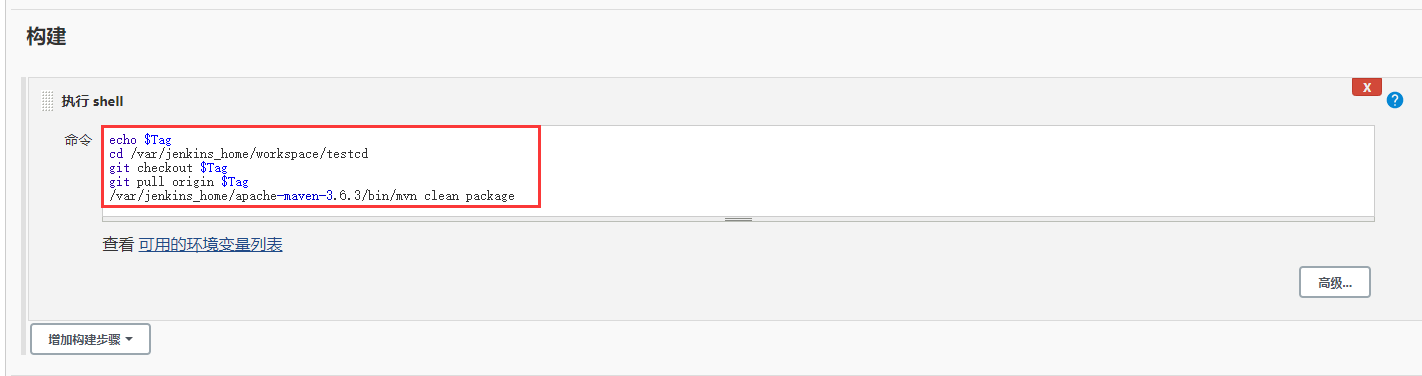 构建
执行 shell
X
?
命令
echo $Tag
cd /var/jenkins_home/workspace/testcd
git checkout $Tag
git pull origin $Tag
/var/jenkins_home/apache-maven-3.6.3/bin/mvn clean package
查看 可用的环境变量列表
高级...
增加构建步骤